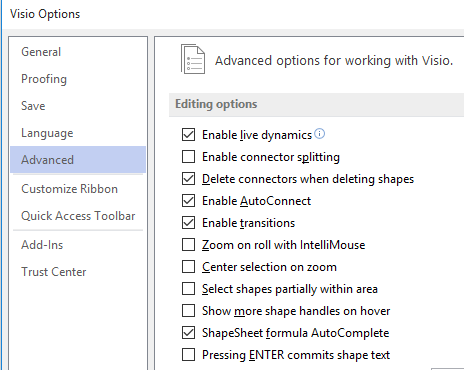 Visio Options
General
Proofing
Save
Language
Advanced
Customize Ribbon
Quick Access Toolbar
Add-Ins
Trust Center
Advanced options for working with Visio.
Editing options
Enable live dynamics
Enable connector splitting
Delete connectors when deleting shapes
Enable AutoConnect
Enable transitions
Zoom on roll with IntelliMouse
Center selection on zoom
Select shapes partially within area
Show more shape handles on hover
ShapeSheet formula AutoComplete
Pressing ENTER commits shape text